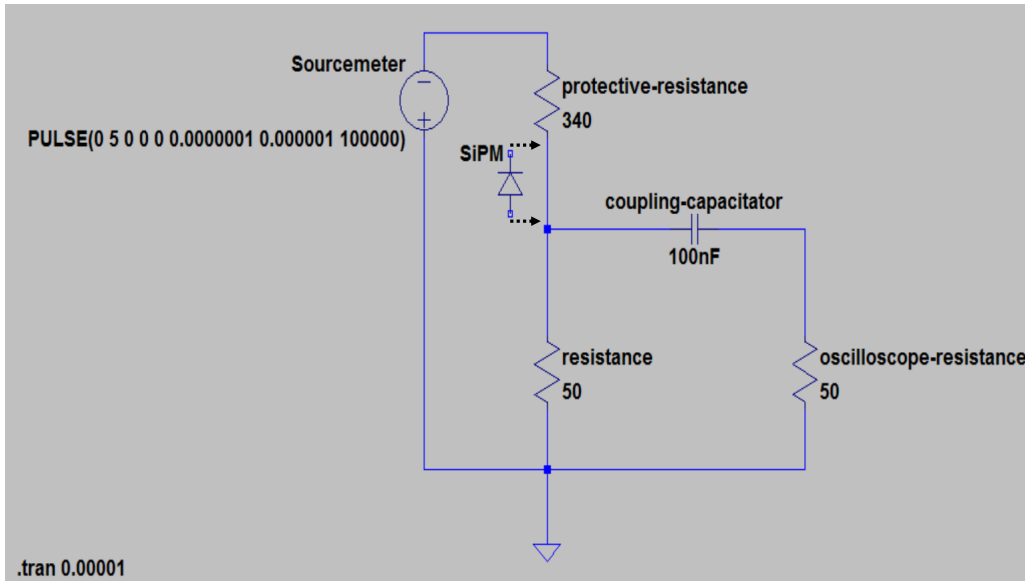 Sourcemeter
−
+
protective-resistance
340
PULSE(0 5 0 0 0 0.0000001 0.000001 100000)
SiPM
coupling-capacitator
100nF
resistance
50
oscilloscope-resistance
50
.tran 0.00001